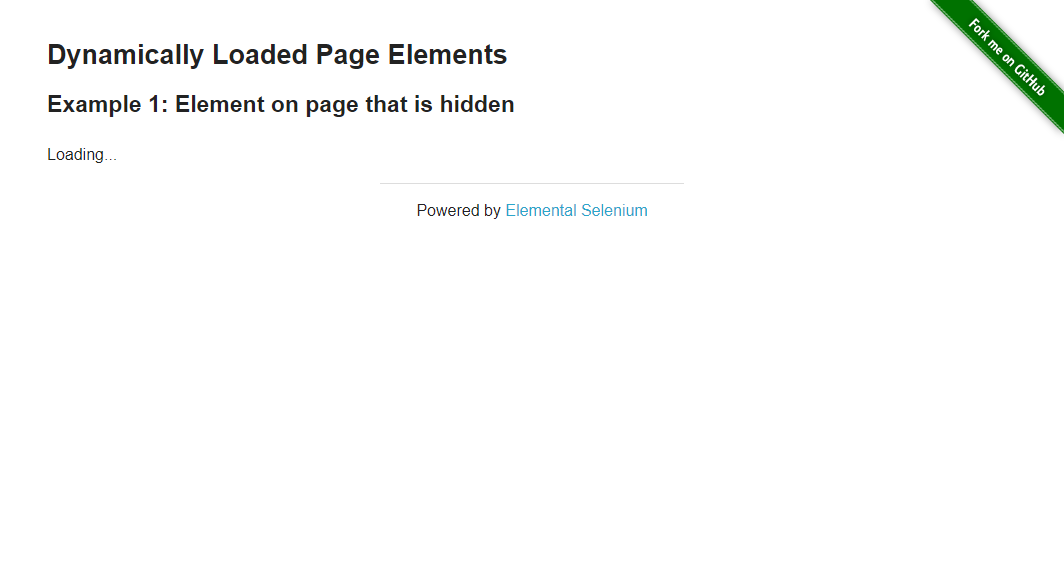 Dynamically Loaded Page Elements
Fork me on GitHub
Example 1: Element on page that is hidden
Loading...
Powered by Elemental Selenium